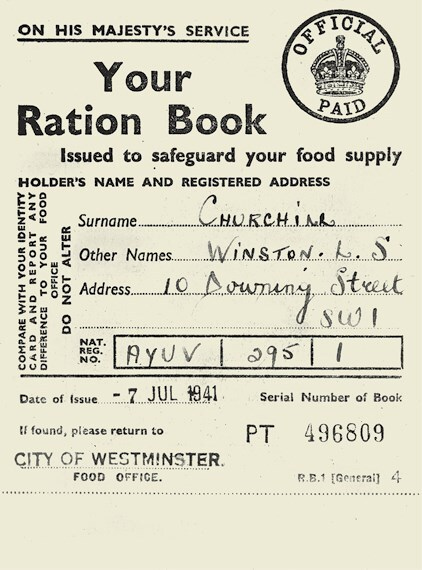 ON HIS MAJESTY'S SERVICE
OFFICIAL
PAID
Your
Ration Book
Issued to safeguard your food supply
HOLDER'S NAME AND REGISTERED ADDRESS
COMPARE WITH YOUR IDENTITY
CARD AND REPORT ANY
DIFFERENCE TO YOUR FOOD
OFFICE
DO NOT ALTER
Surname CHURCHILL
Other Names WINSTON. L. S
Address 10 Downing Street
SW1
NAT. REG. NO. AYUV | 295 | 1
Date of Issue - 7 JUL 1941 Serial Number of Book
If found, please return to PT 496809
CITY OF WESTMINSTER.
FOOD OFFICE. R.B.1 [General] 4